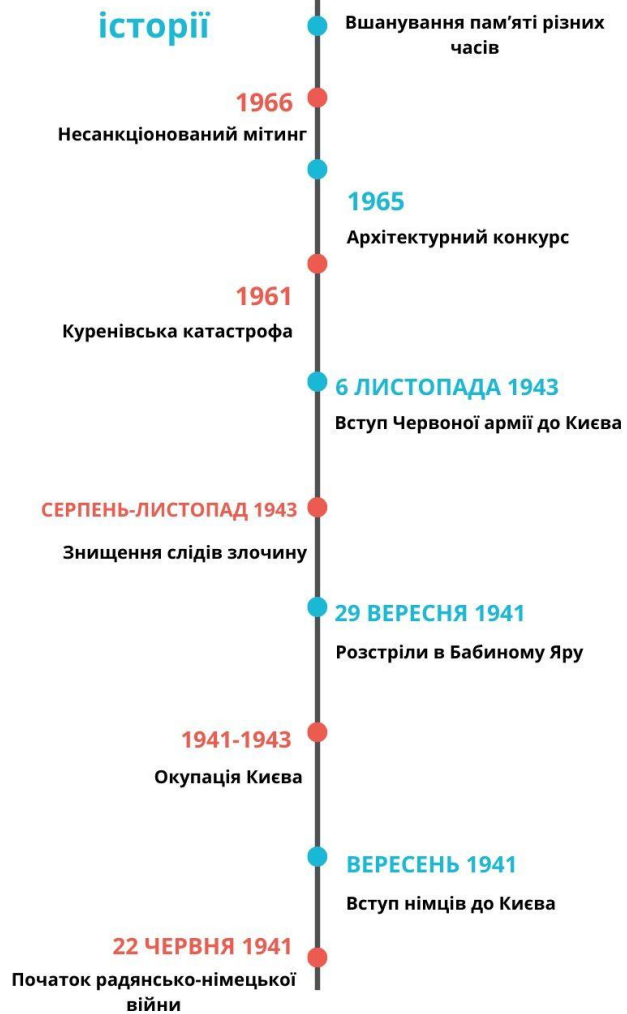 історії
Вшанування пам’яті різних
часів
1966
Несанкціонований мітинг
1965
Архітектурний конкурс
1961
Куренівська катастрофа
6 ЛИСТОПАДА 1943
Вступ Червоної армії до Києва
СЕРПЕНЬ-ЛИСТОПАД 1943
Знищення слідів злочину
29 ВЕРЕСНЯ 1941
Розстріли в Бабиному Яру
1941-1943
Окупація Києва
ВЕРЕСЕНЬ 1941
Вступ німців до Києва
22 ЧЕРВНЯ 1941
Початок радянсько-німецької
війни